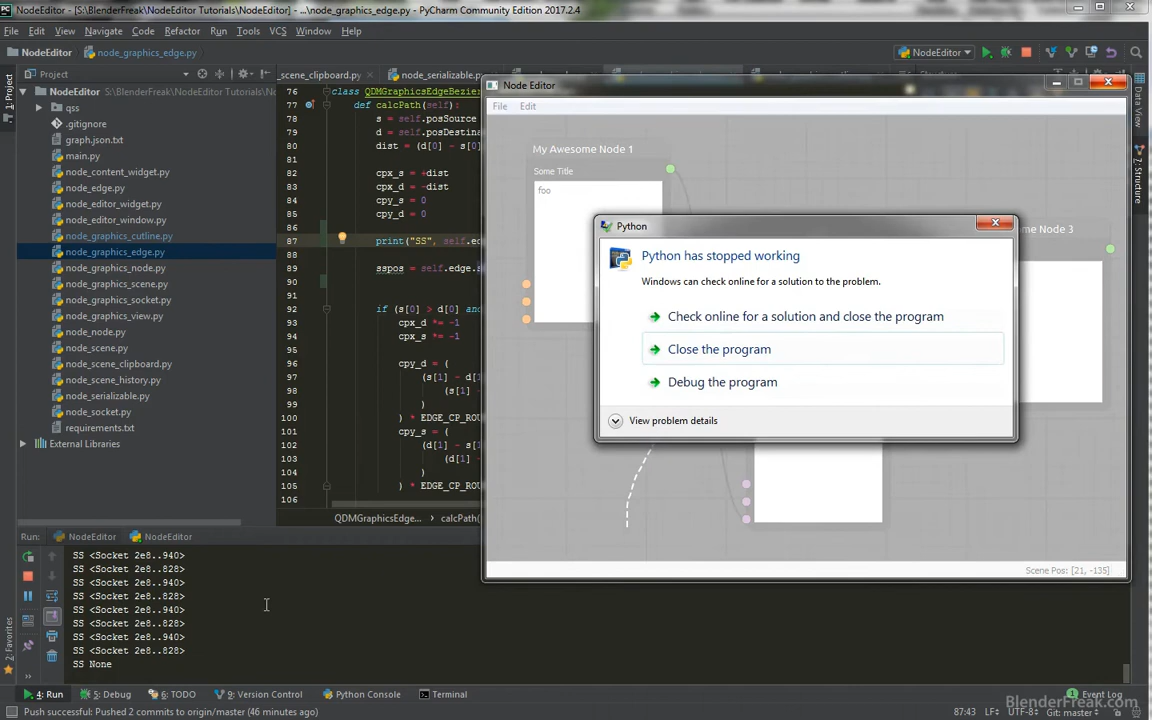 NodeEditor - [S:\BlenderFreak\NodeEditor Tutorials\NodeEditor] - ...\node_graphics_edge.py - PyCharm Community Edition 2017.2.4
File Edit View Navigate Code Refactor Run Tools VCS Window Help
NodeEditor node_graphics_edge.py NodeEditor
Project _scene_clipboard.py node_serializable.py
1: Project
NodeEditor S:\BlenderFreak\NodeEditor Tutorials\No
qss
.gitignore
graph.json.txt
main.py
node_content_widget.py
node_edge.py
node_editor_widget.py
node_editor_window.py
node_graphics_cutline.py
node_graphics_edge.py
node_graphics_node.py
node_graphics_scene.py
node_graphics_socket.py
node_graphics_view.py
node_node.py
node_scene.py
node_scene_clipboard.py
node_scene_history.py
node_serializable.py
node_socket.py
requirements.txt
External Libraries
76 class QDMGraphicsEdgeBezier
77 def calcPath(self):
78 s = self.posSource
79 d = self.posDestina
80 dist = (d[0] - s[0]
81
82 cpx_s = +dist
83 cpx_d = -dist
84 cpy_s = 0
85 cpy_d = 0
86
87 print("SS", self.ed
88
89 sspos = self.edge.s
90
91
92 if (s[0] > d[0] and
93 cpx_d *= -1
94 cpx_s *= -1
95
96 cpy_d = (
97 (s[1] - d[1
98 (s[1] -
99 )
100 ) * EDGE_CP_ROU
101 cpy_s = (
102 (d[1] - s[1
103 (d[1] -
104 )
105 ) * EDGE_CP_ROU
106
QDMGraphicsEdge... calcPath(
Node Editor
File Edit
My Awesome Node 1
Some Title
foo
me Node 3
Scene Pos: [21, -135]
Python
Python has stopped working
Windows can check online for a solution to the problem.
Check online for a solution and close the program
Close the program
Debug the program
View problem details
Data View
7: Structure
Run: NodeEditor NodeEditor
SS <Socket 2e8..940>
SS <Socket 2e8..828>
SS <Socket 2e8..940>
SS <Socket 2e8..828>
SS <Socket 2e8..940>
SS <Socket 2e8..828>
SS <Socket 2e8..940>
SS <Socket 2e8..828>
SS None
2: Favorites
4: Run 5: Debug 6: TODO 9: Version Control Python Console Terminal Event Log
Push successful: Pushed 2 commits to origin/master (46 minutes ago) 87:43 LF÷ UTF-8÷ Git: master÷
BlenderFreak.com